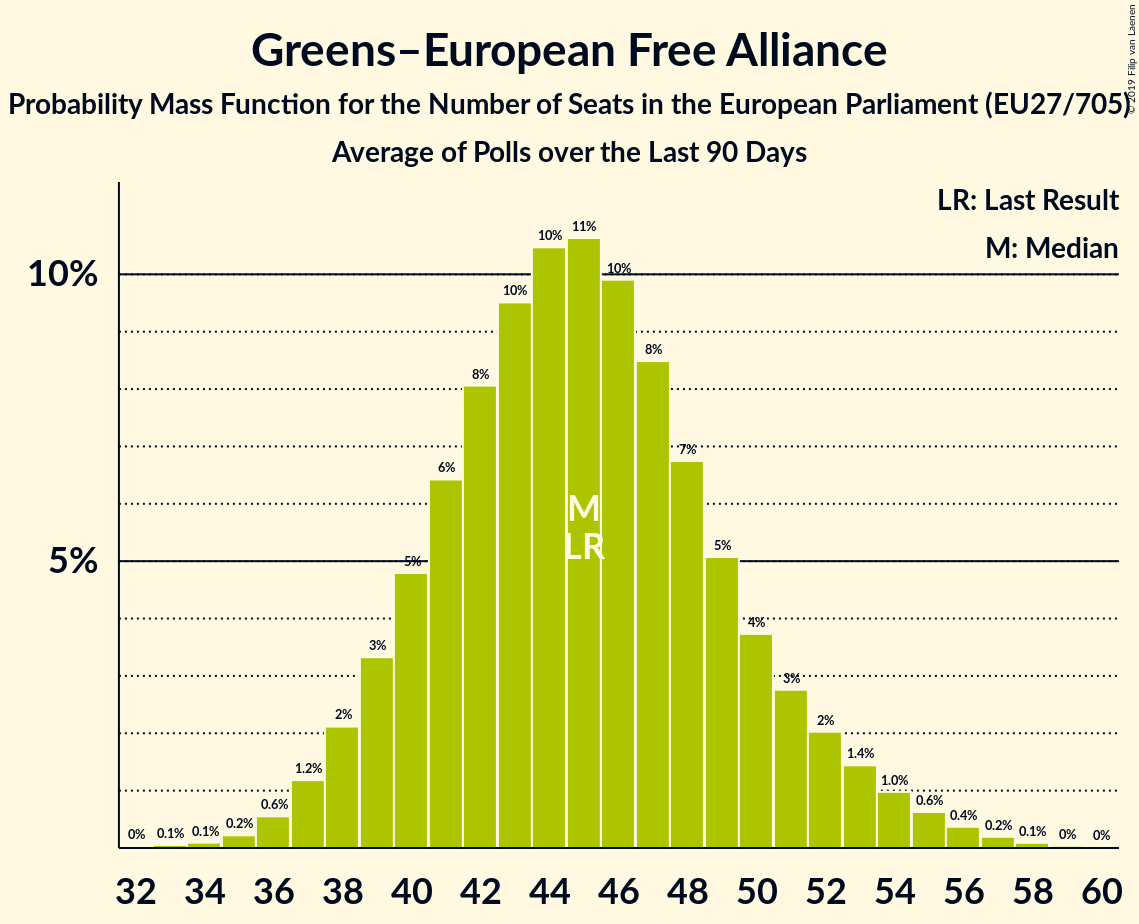 Greens–European Free Alliance
Probability Mass Function for the Number of Seats in the European Parliament (EU27/705)
Average of Polls over the Last 90 Days
© 2019 Filip van Laenen
LR: Last Result
M: Median
10%
5%
0% 0.1% 0.1% 0.2% 0.6% 1.2% 2% 3% 5% 6% 8% 10% 10% 11% 10% 8% 7% 5% 4% 3% 2% 1.4% 1.0% 0.6% 0.4% 0.2% 0.1% 0% 0%
M
LR
32 34 36 38 40 42 44 46 48 50 52 54 56 58 60